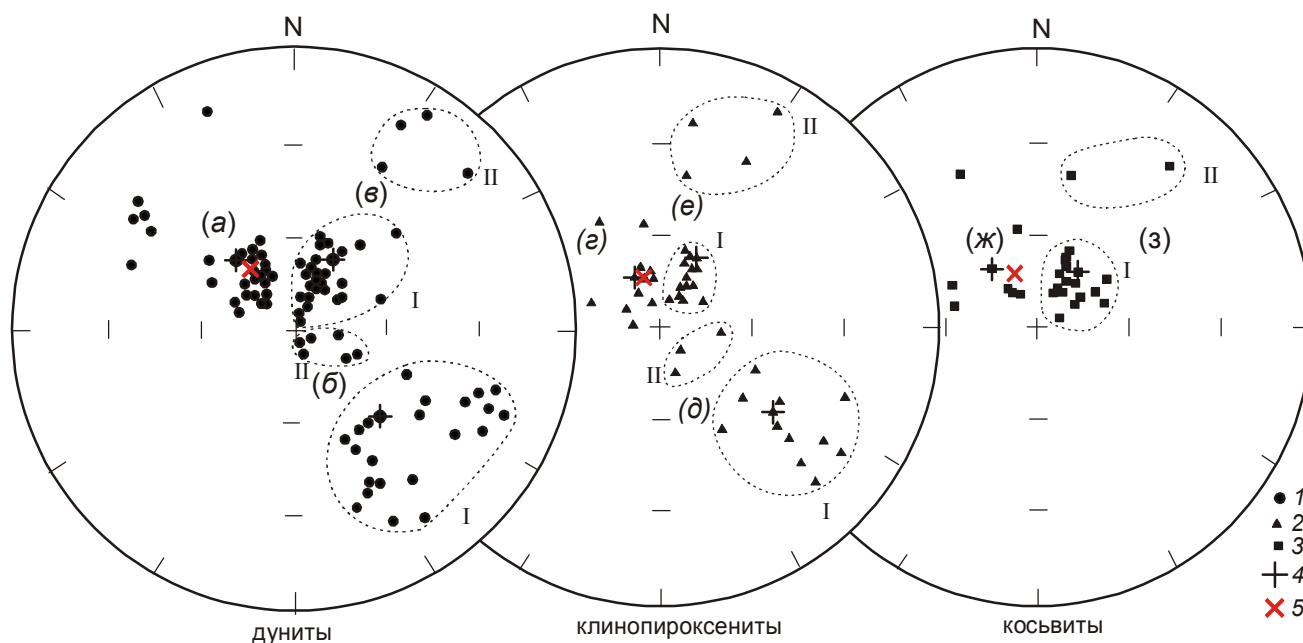 N
N
N
(а)
(б)
(в)
I
II
II
I
дуниты
(г)
(д)
(е)
I
II
II
I
клинопироксениты
(ж)
(з)
I
II
косьвиты
1
2
3
4
5